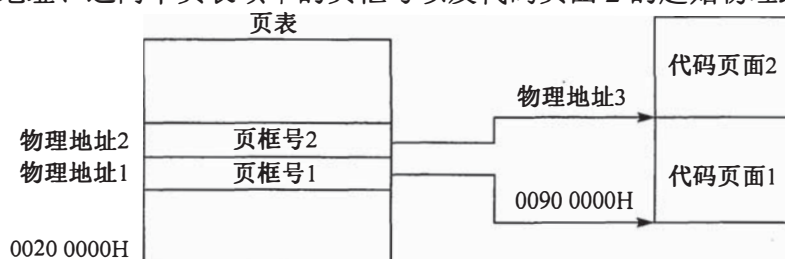 页表
代码页面2
物理地址3
物理地址2
页框号2
物理地址1
页框号1
代码页面1
0090 0000H
0020 0000H